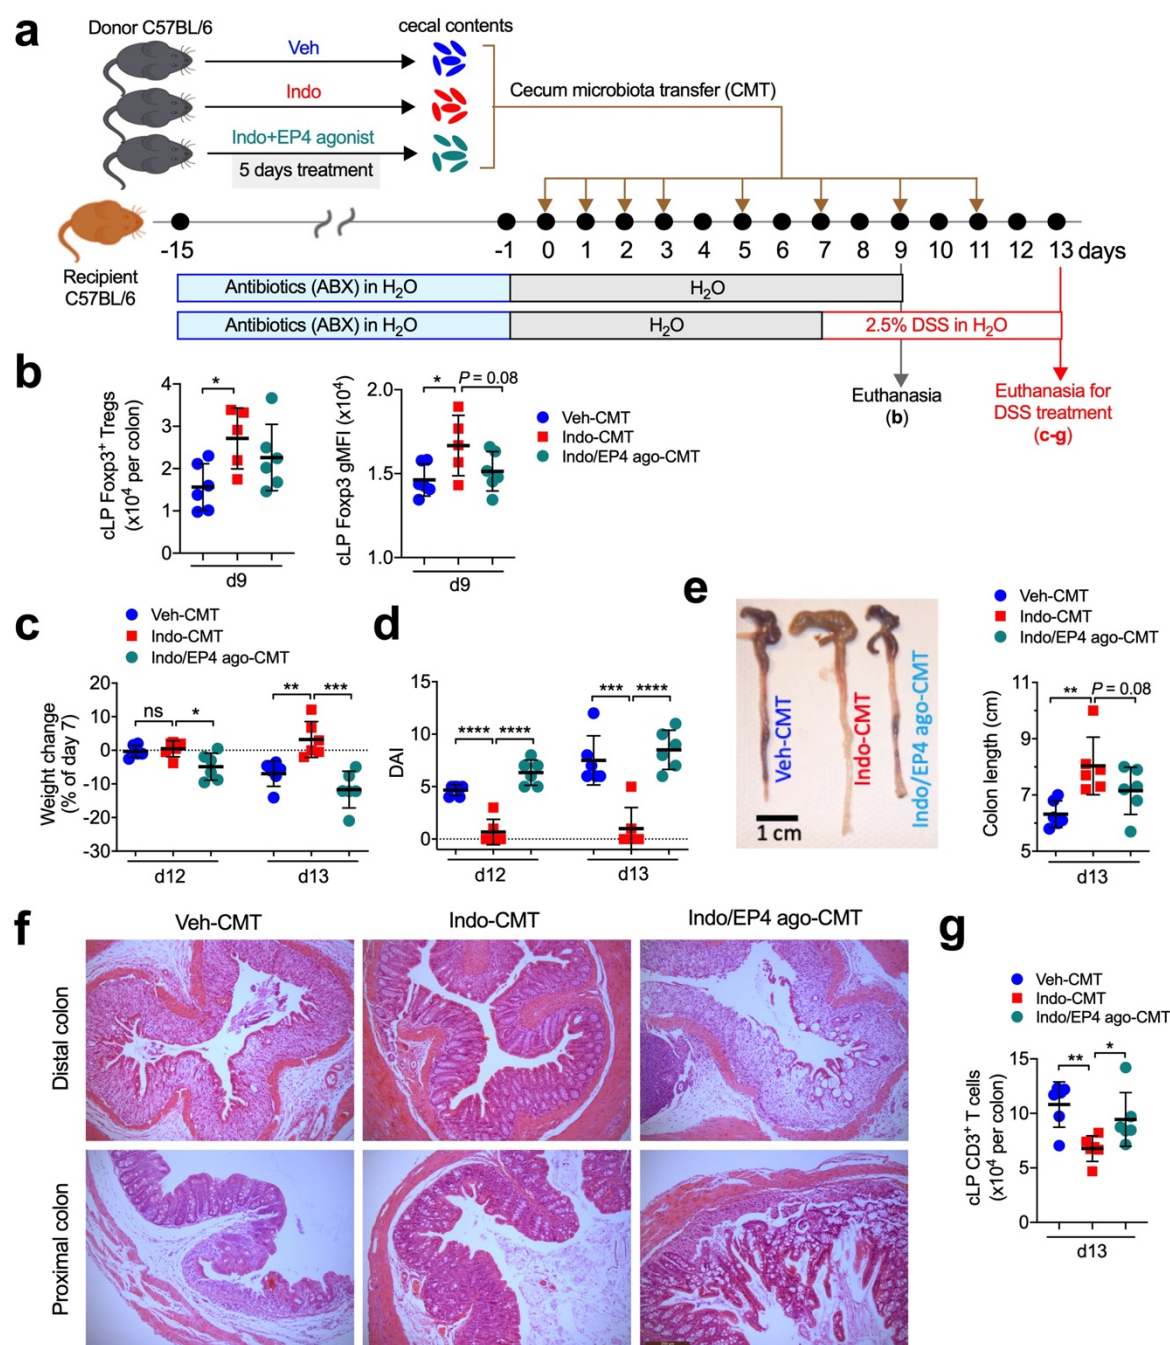 a
Donor C57BL/6
cecal contents
Veh
Indo
Cecum microbiota transfer (CMT)
Indo+EP4 agonist
5 days treatment
-15
-1
0
1
2
3
4
5
6
7
8
9
10
11
12
13 days
Recipient
C57BL/6
Antibiotics (ABX) in H2O
H2O
Antibiotics (ABX) in H2O
H2O
2.5% DSS in H2O
Euthanasia
(b)
Euthanasia for
DSS treatment
(c-g)
b
cLP Foxp3+ Tregs
(x10⁴ per colon)
4
3
2
1
0
*
d9
cLP Foxp3 gMFI (x10⁴)
2.0
1.5
1.0
*
P = 0.08
d9
Veh-CMT
Indo-CMT
Indo/EP4 ago-CMT
c
Veh-CMT
Indo-CMT
Indo/EP4 ago-CMT
Weight change
(% of day 7)
20
10
0
-10
-20
-30
ns
*
**
***
d12
d13
d
DAI
15
10
5
0
****
****
***
****
d12
d13
e
Veh-CMT
Indo-CMT
Indo/EP4 ago-CMT
1 cm
Veh-CMT
Indo-CMT
Indo/EP4 ago-CMT
Colon length (cm)
11
9
7
5
**
P = 0.08
d13
f
Veh-CMT
Indo-CMT
Indo/EP4 ago-CMT
Distal colon
Proximal colon
g
Veh-CMT
Indo-CMT
Indo/EP4 ago-CMT
cLP CD3+ T cells
(x10⁴ per colon)
15
10
5
0
**
*
d13